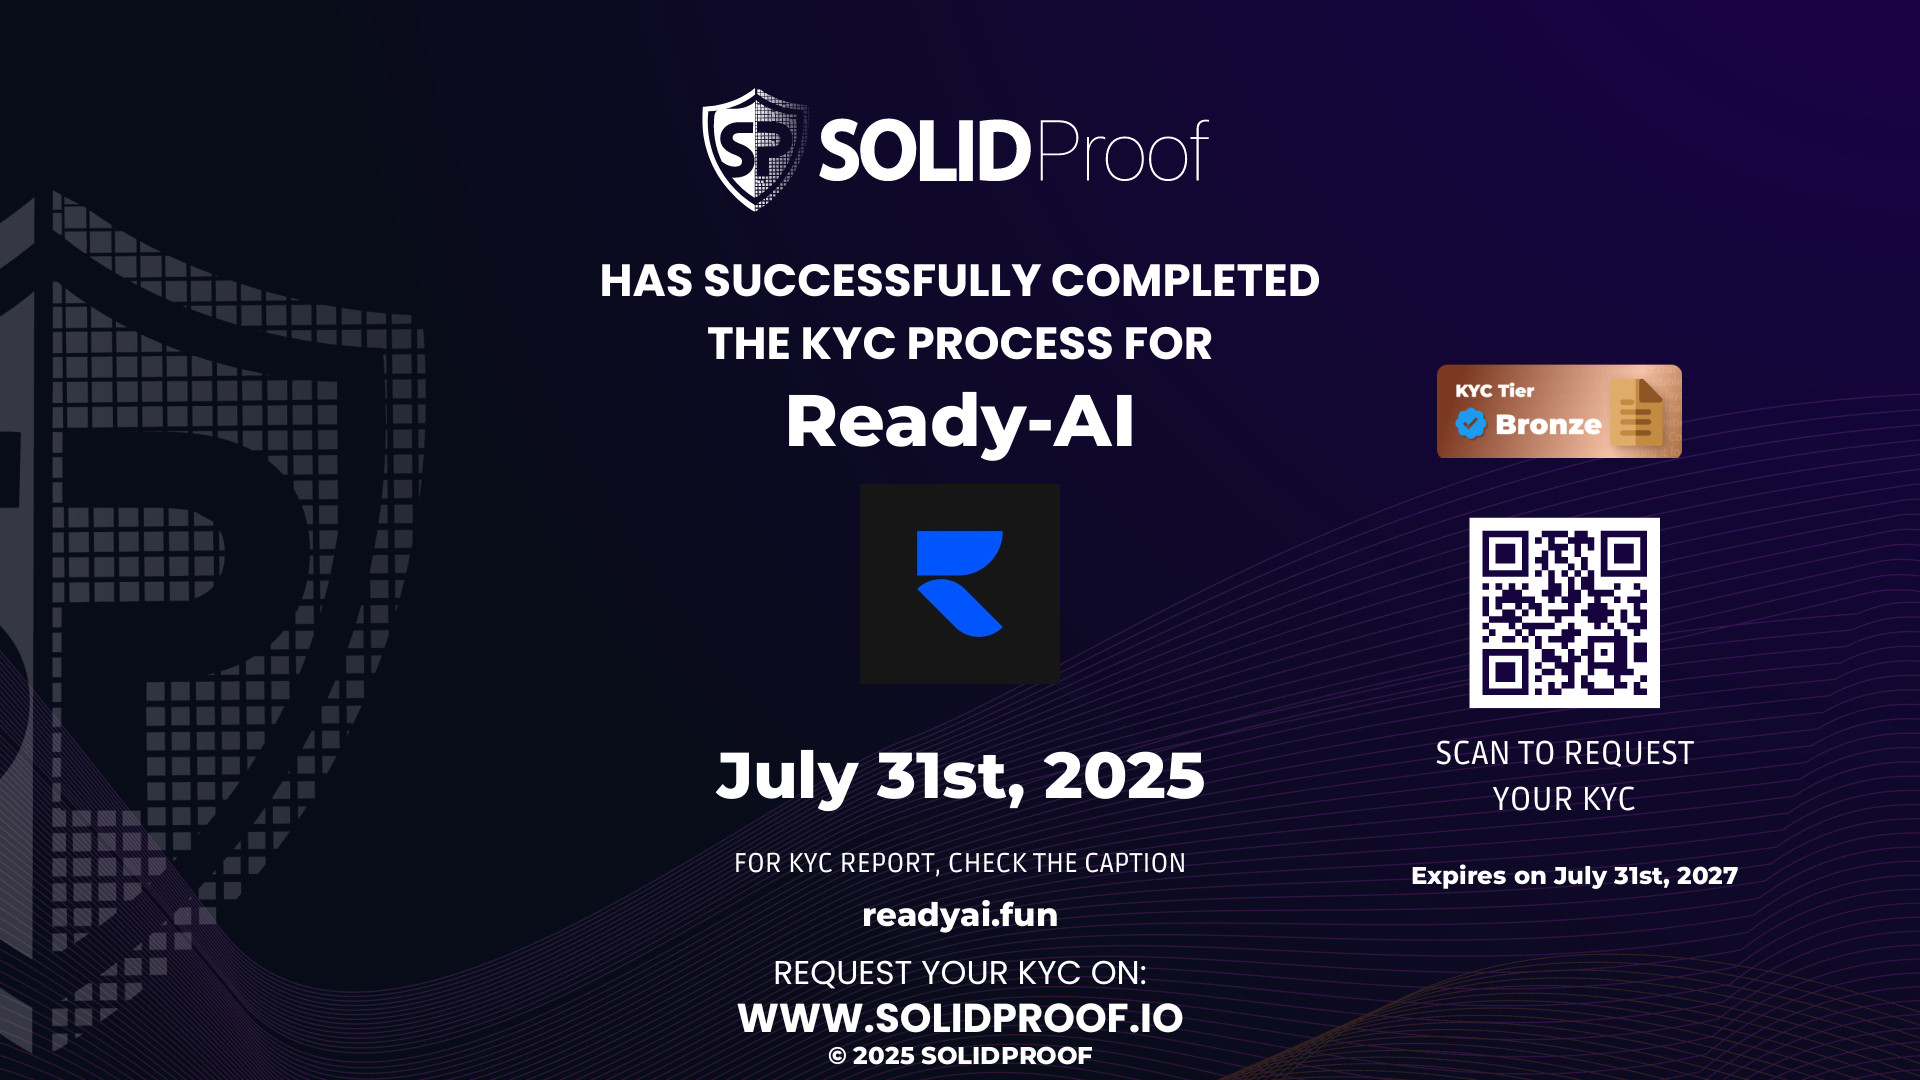 SP SOLIDProof
HAS SUCCESSFULLY COMPLETED
THE KYC PROCESS FOR
Ready-AI
KYC Tier
Bronze
July 31st, 2025
SCAN TO REQUEST
YOUR KYC
FOR KYC REPORT, CHECK THE CAPTION
Expires on July 31st, 2027
readyai.fun
REQUEST YOUR KYC ON:
WWW.SOLIDPROOF.IO
© 2025 SOLIDPROOF